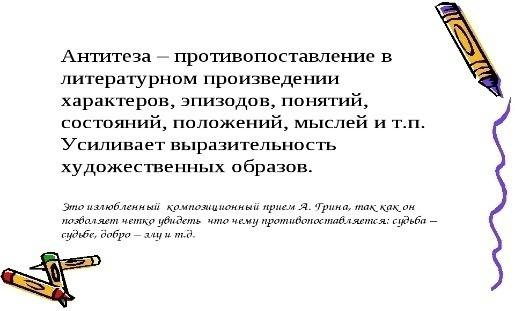 Антитеза – противопоставление в
литературном произведении
характеров, эпизодов, понятий,
состояний, положений, мыслей и т.п.
Усиливает выразительность
художественных образов.
Это излюбленный композиционный прием А. Грина, так как он
позволяет четко увидеть что чему противопоставляется: судьба –
судьбе, добро – злу и т.д.